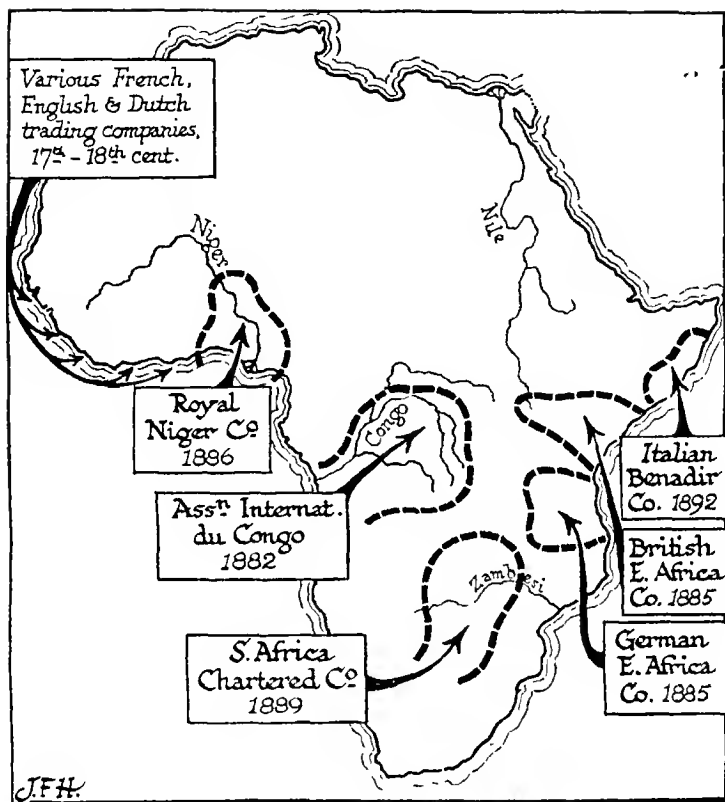 Various French,
English & Dutch
trading companies,
17th - 18th cent.
Niger
Nile
Royal
Niger Co
1886
Congo
Assn Internat.
du Congo
1882
Italian
Benadir
Co. 1892
British
E. Africa
Co. 1885
Zambesi
S. Africa
Chartered Co
1889
German
E. Africa
Co. 1885
J.F.H.